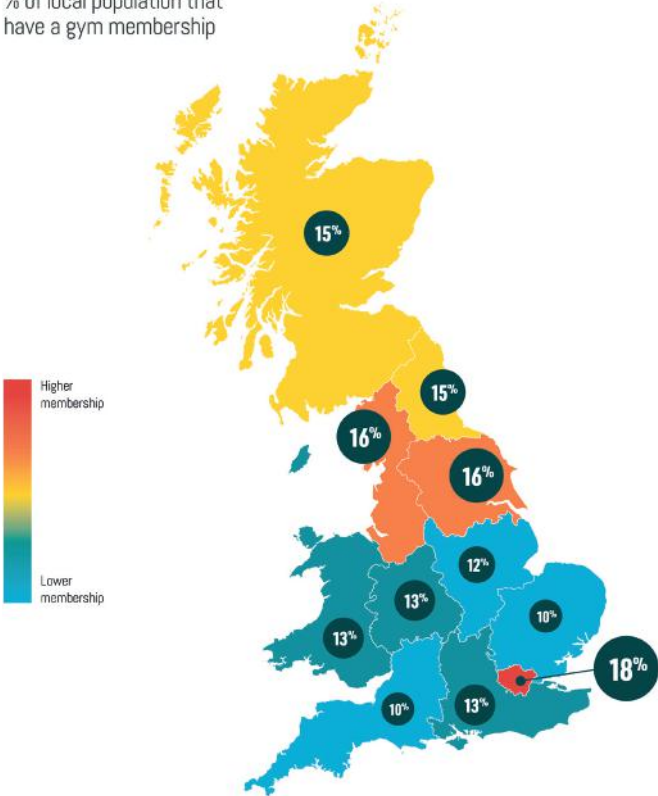 % of local population that
have a gym membership
15%
15%
16%
16%
Higher
membership
12%
13%
10%
Lower
membership
13%
18%
10%
13%